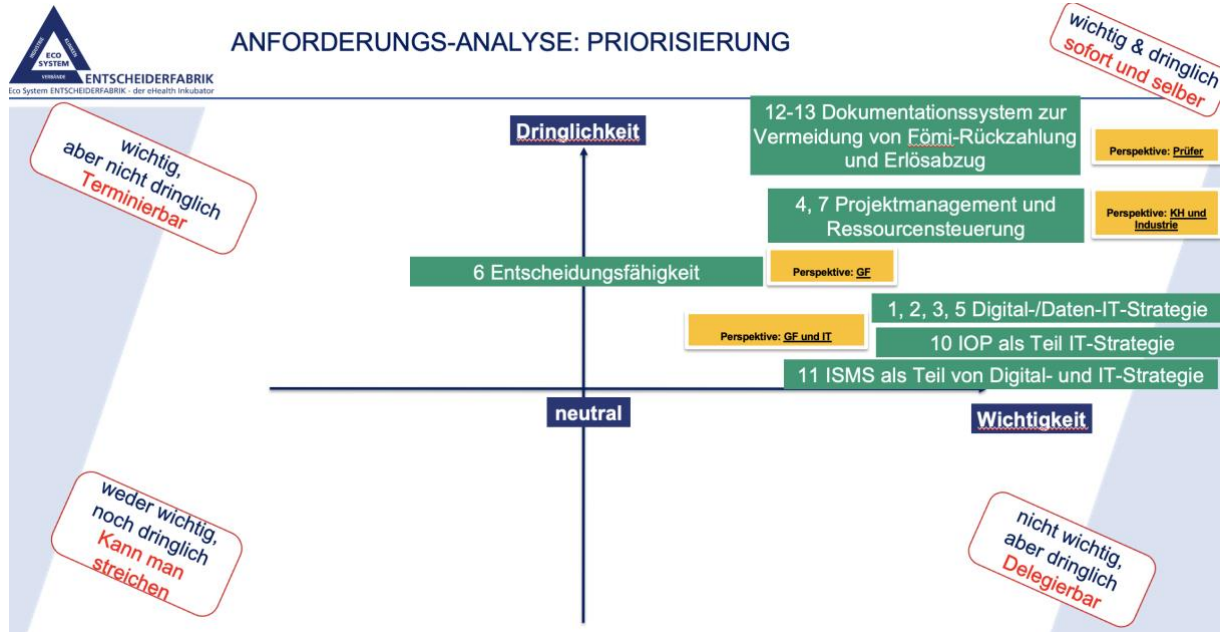 INDUSTRIE
KLINIKEN
ECO
SYSTEM
VERBÄNDE
ENTSCHEIDERFABRIK
Eco System ENTSCHEIDERFABRIK - der eHealth Inkubator
ANFORDERUNGS-ANALYSE: PRIORISIERUNG
wichtig & dringlich
sofort und selber
wichtig,
aber nicht dringlich
Terminierbar
Dringlichkeit
12-13 Dokumentationssystem zur
Vermeidung von Fömi-Rückzahlung
und Erlösabzug
Perspektive: Prüfer
4, 7 Projektmanagement und
Ressourcensteuerung
Perspektive: KH und
Industrie
6 Entscheidungsfähigkeit
Perspektive: GF
1, 2, 3, 5 Digital-/Daten-IT-Strategie
Perspektive: GF und IT
10 IOP als Teil IT-Strategie
11 ISMS als Teil von Digital- und IT-Strategie
neutral
Wichtigkeit
weder wichtig,
noch dringlich
Kann man
streichen
nicht wichtig,
aber dringlich
Delegierbar